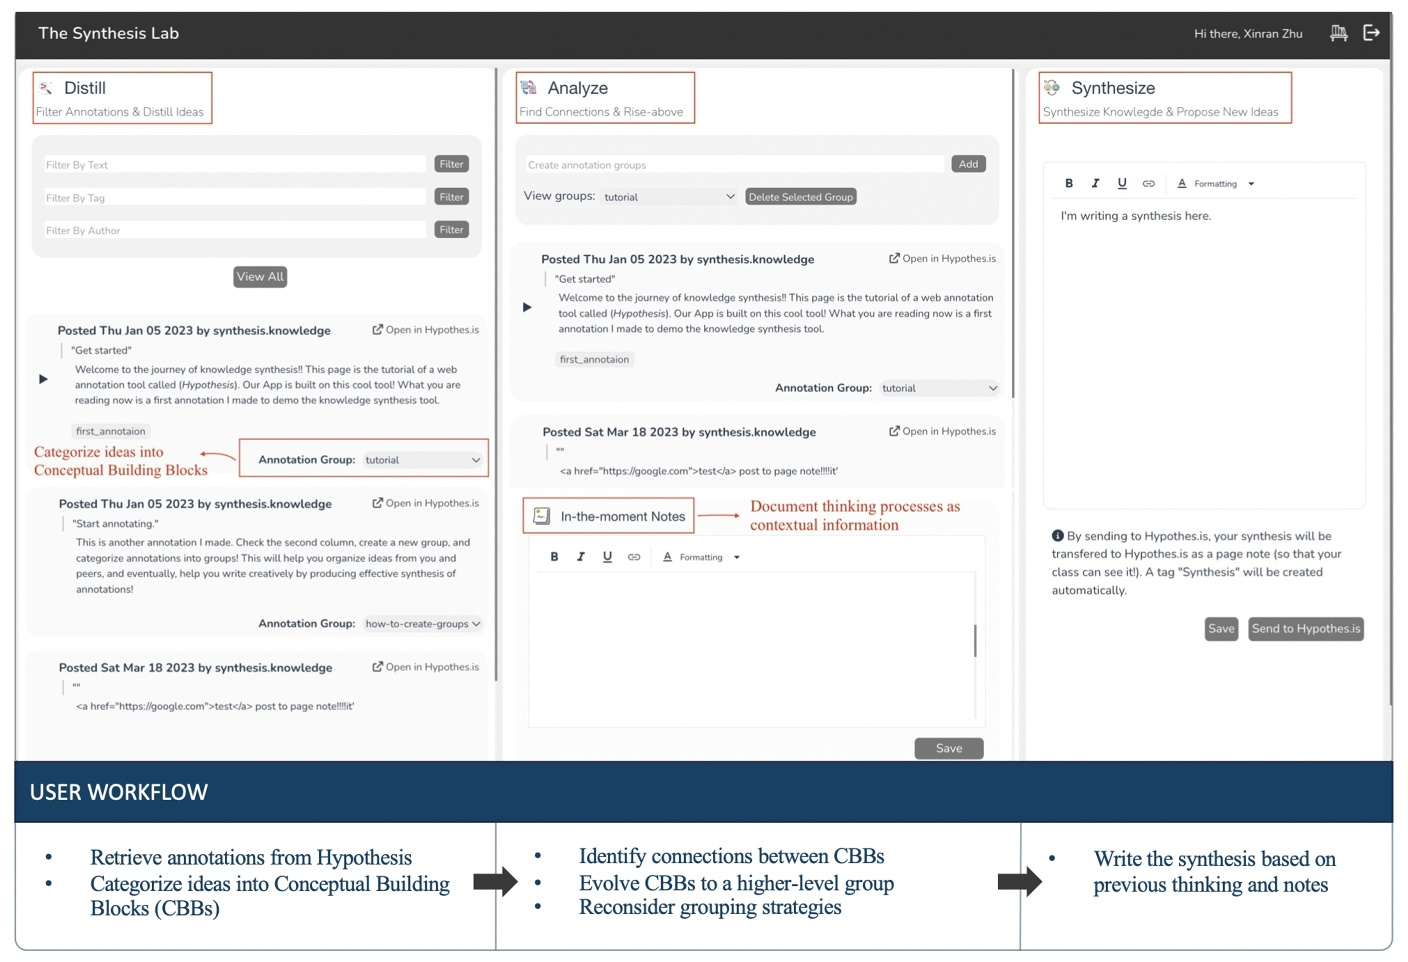 The Synthesis Lab
Hi there, Xinran Zhu
Distill
Filter Annotations & Distill Ideas
Filter By Text
Filter
Filter By Tag
Filter
Filter By Author
Filter
View All
Posted Thu Jan 05 2023 by synthesis.knowledge
Open in Hypothes.is
"Get started"
Welcome to the journey of knowledge synthesis!! This page is the tutorial of a web
annotation tool called (Hypothesis). Our App is built on this cool tool! What you are
reading now is a first annotation I made to demo the knowledge synthesis tool.
first_annotaion
Categorize ideas into
Conceptual Building Blocks
Annotation Group: tutorial
Posted Thu Jan 05 2023 by synthesis.knowledge
Open in Hypothes.is
"Start annotating."
This is another annotation I made. Check the second column, create a new group, and
categorize annotations into groups! This will help you organize ideas from you and
peers, and eventually, help you write creatively by producing effective synthesis of
annotations!
Annotation Group: how-to-create-groups
Posted Sat Mar 18 2023 by synthesis.knowledge
Open in Hypothes.is
""
<a href="https://google.com">test</a> post to page note!!!!it'
Analyze
Find Connections & Rise-above
Create annotation groups
Add
View groups: tutorial
Delete Selected Group
Posted Thu Jan 05 2023 by synthesis.knowledge
Open in Hypothes.is
"Get started"
Welcome to the journey of knowledge synthesis!! This page is the tutorial of a web annotation
tool called (Hypothesis). Our App is built on this cool tool! What you are reading now is a first
annotation I made to demo the knowledge synthesis tool.
first_annotaion
Annotation Group: tutorial
Posted Sat Mar 18 2023 by synthesis.knowledge
Open in Hypothes.is
""
<a href="https://google.com">test</a> post to page note!!!!it'
In-the-moment Notes
Document thinking processes as
contextual information
B I U A Formatting
Save
Synthesize
Synthesize Knowlegde & Propose New Ideas
B I U A Formatting
I'm writing a synthesis here.
By sending to Hypothes.is, your synthesis will be
transfered to Hypothes.is as a page note (so that your
class can see it!). A tag "Synthesis" will be created
automatically.
Save
Send to Hypothes.is
USER WORKFLOW
• Retrieve annotations from Hypothesis
• Categorize ideas into Conceptual Building
Blocks (CBBs)
• Identify connections between CBBs
• Evolve CBBs to a higher-level group
• Reconsider grouping strategies
• Write the synthesis based on
previous thinking and notes